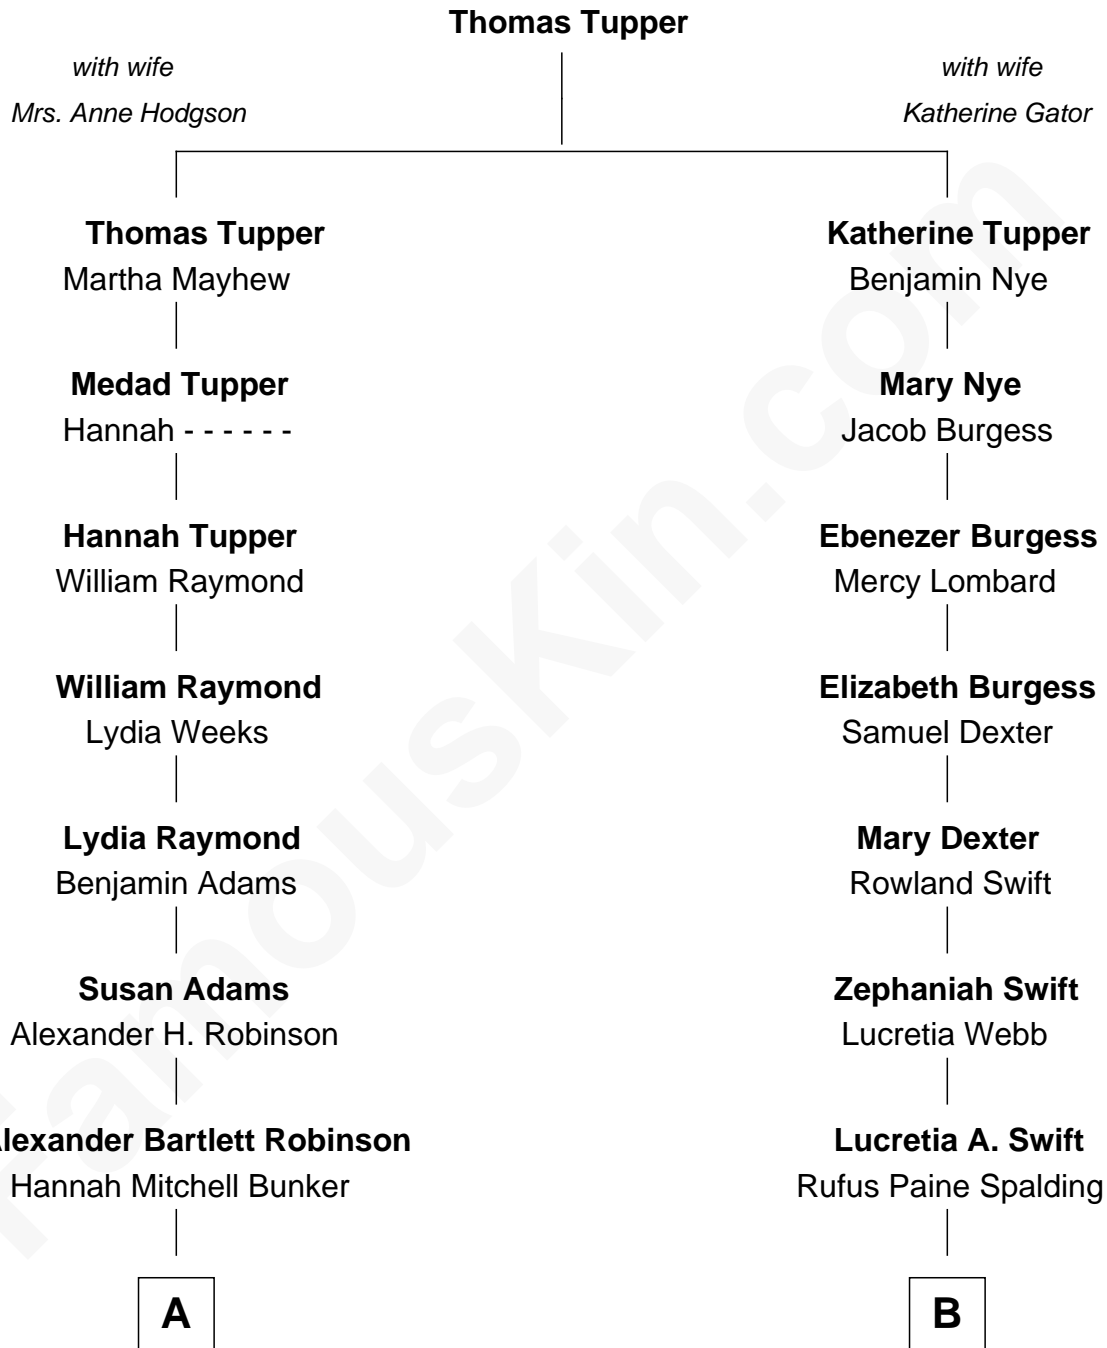 Thomas Tupper
with wife
Mrs. Anne Hodgson
with wife
Katherine Gator
Thomas Tupper
Martha Mayhew
Katherine Tupper
Benjamin Nye
Medad Tupper
Hannah - - - - - -
Mary Nye
Jacob Burgess
Hannah Tupper
William Raymond
Ebenezer Burgess
Mercy Lombard
William Raymond
Lydia Weeks
Elizabeth Burgess
Samuel Dexter
Lydia Raymond
Benjamin Adams
Mary Dexter
Rowland Swift
Susan Adams
Alexander H. Robinson
Zephaniah Swift
Lucretia Webb
Alexander Bartlett Robinson
Hannah Mitchell Bunker
Lucretia A. Swift
Rufus Paine Spalding
A
B
FamousKin.com